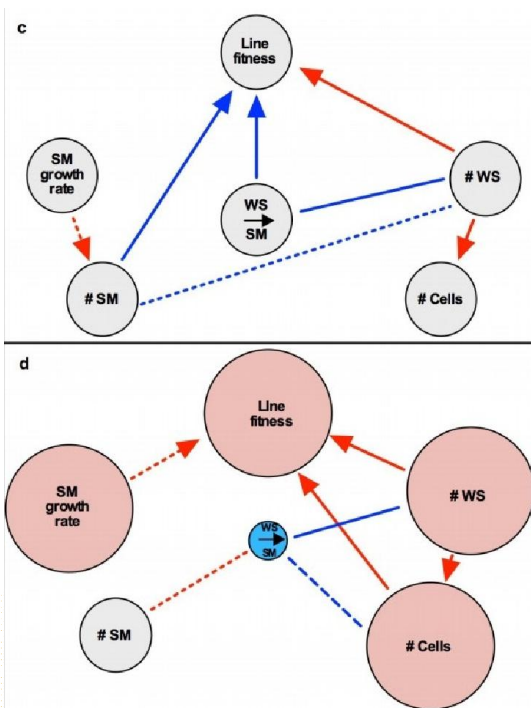 c
Line
fitness
SM
growth
rate
WS
SM
# WS
# SM
# Cells
d
Line
fitness
SM
growth
rate
# WS
WS
SM
# SM
# Cells